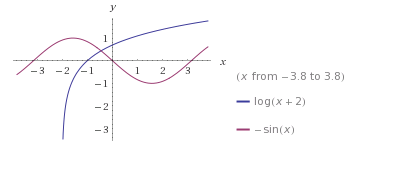 y
1
−3 −2 −1 1 2 3 x
−1
−2
−3
(x from −3.8 to 3.8)
log(x + 2)
−sin(x)